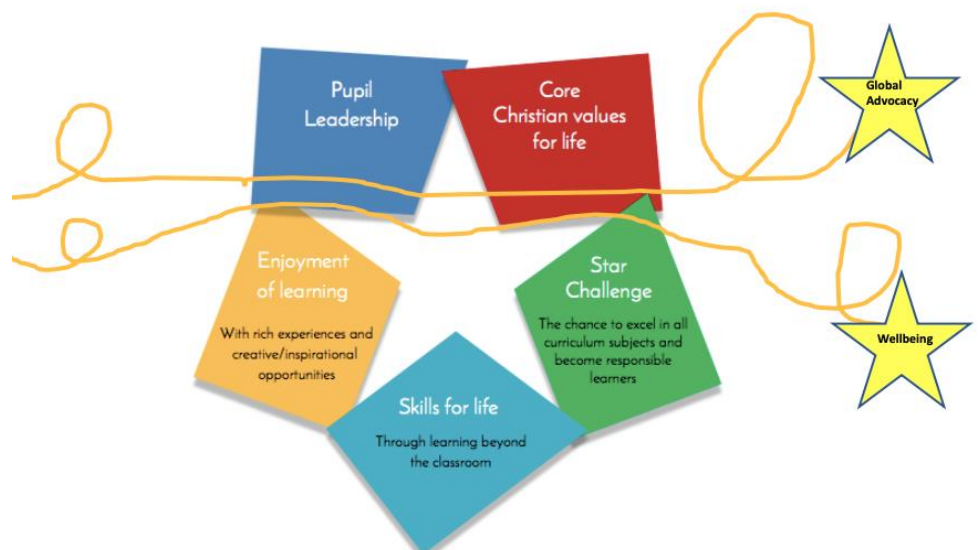 Pupil
Leadership
Core
Christian values
for life
Global
Advocacy
Enjoyment
of learning
With rich experiences and
creative/inspirational
opportunities
Star
Challenge
The chance to excel in all
curriculum subjects and
become responsible
learners
Wellbeing
Skills for life
Through learning beyond
the classroom